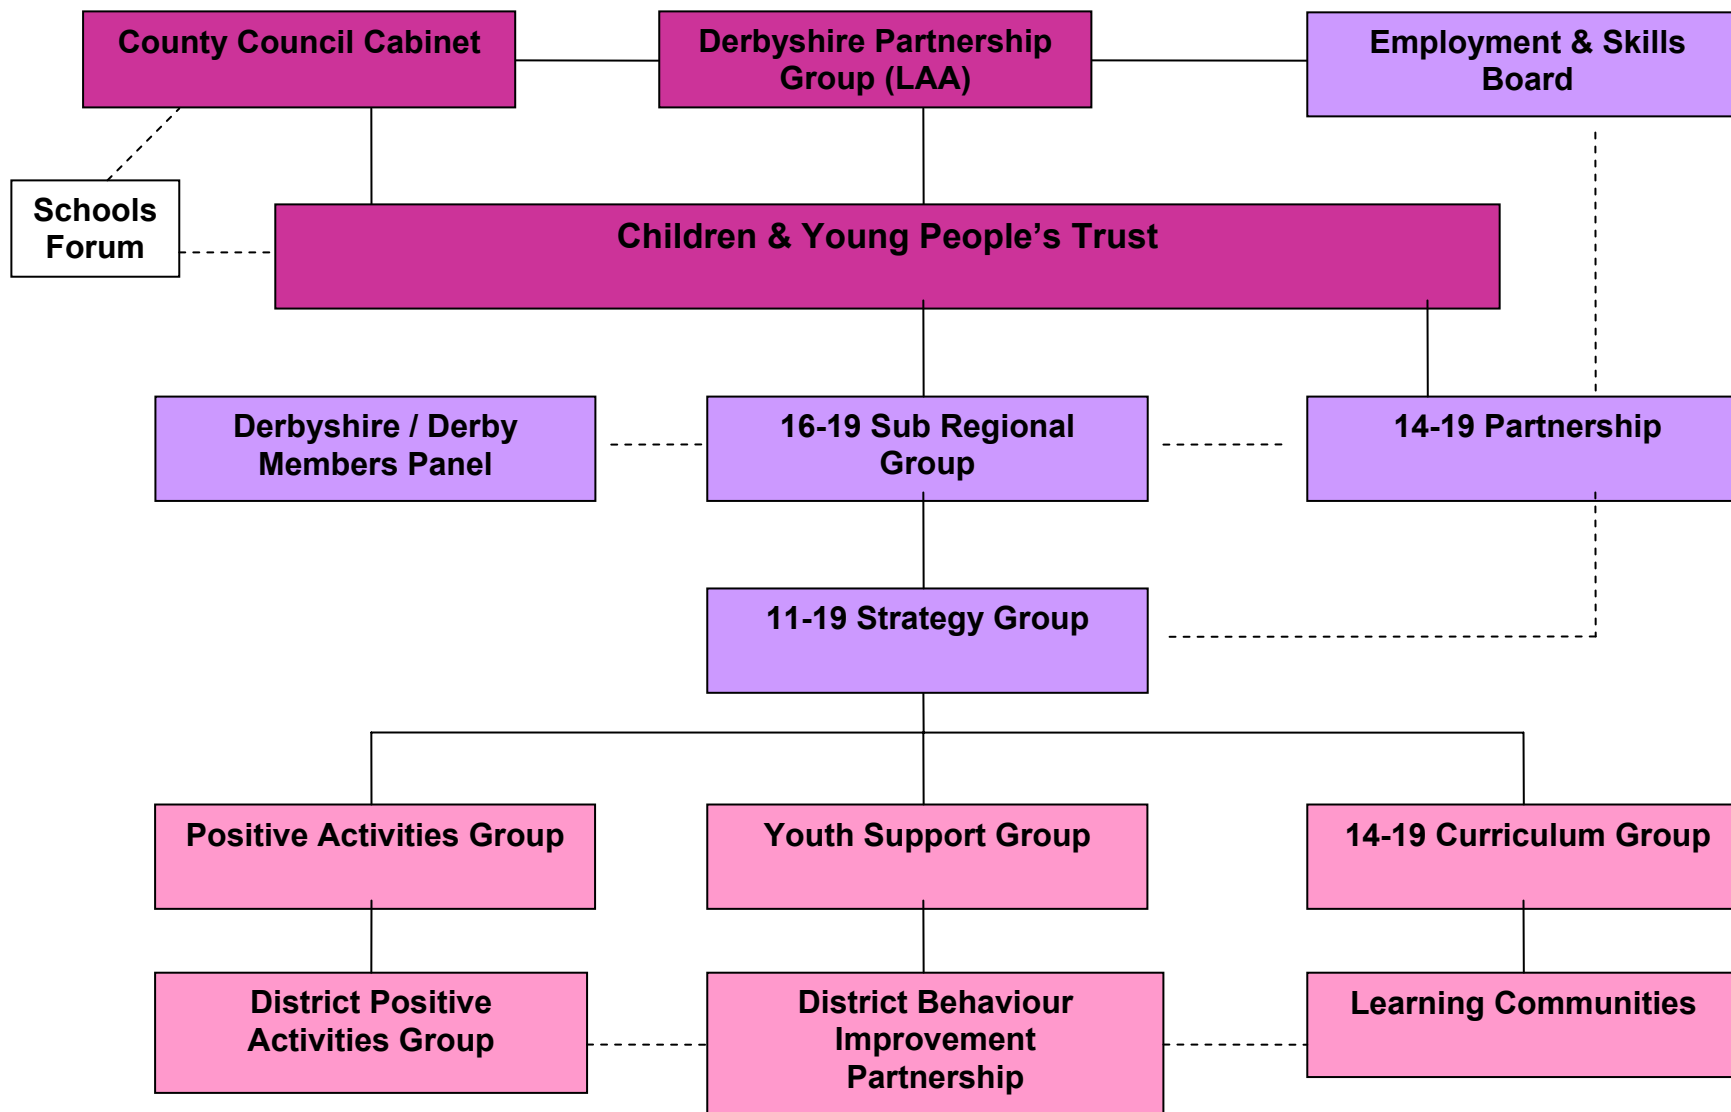 County Council Cabinet
Derbyshire Partnership
Group (LAA)
Employment & Skills
Board
Schools
Forum
Children & Young People’s Trust
Derbyshire / Derby
Members Panel
16-19 Sub Regional
Group
14-19 Partnership
11-19 Strategy Group
Positive Activities Group
Youth Support Group
14-19 Curriculum Group
District Positive
Activities Group
District Behaviour
Improvement
Partnership
Learning Communities